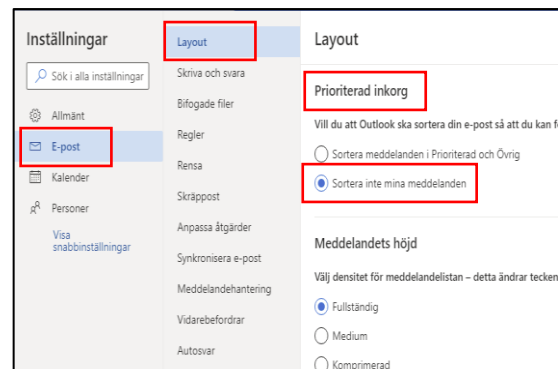 Inställningar
Sök i alla inställningar
Allmänt
E-post
Kalender
Personer
Visa
snabbinställningar
Layout
Skriva och svara
Bifogade filer
Regler
Rensa
Skräppost
Anpassa åtgärder
Synkronisera e-post
Meddelandehantering
Vidarebefordrar
Autosvar
Layout
Prioriterad inkorg
Vill du att Outlook ska sortera din e-post så att du kan
Sortera meddelanden i Prioriterad och Övrig
Sortera inte mina meddelanden
Meddelandets höjd
Välj densitet för meddelandelistan – detta ändrar tecken
Fullständig
Medium
Komprimerad